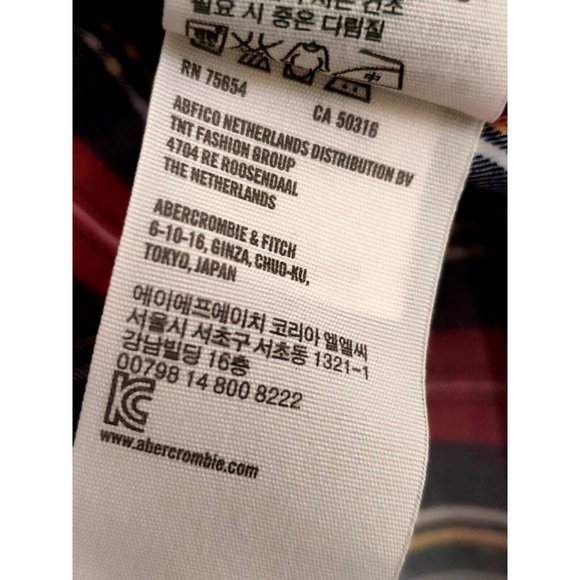 필요 시 중온 다림질
RN 75654 CA 50316
ABFICO NETHERLANDS DISTRIBUTION BV
TNT FASHION GROUP
4704 RE ROOSENDAAL
THE NETHERLANDS
ABERCROMBIE & FITCH
6-10-16, GINZA, CHUO-KU,
TOKYO, JAPAN
에이에프에이치 코리아 엘엘씨
서울시 서초구 서초동 1321-1
강남빌딩 16층
00798 14 800 8222
www.abercrombie.com